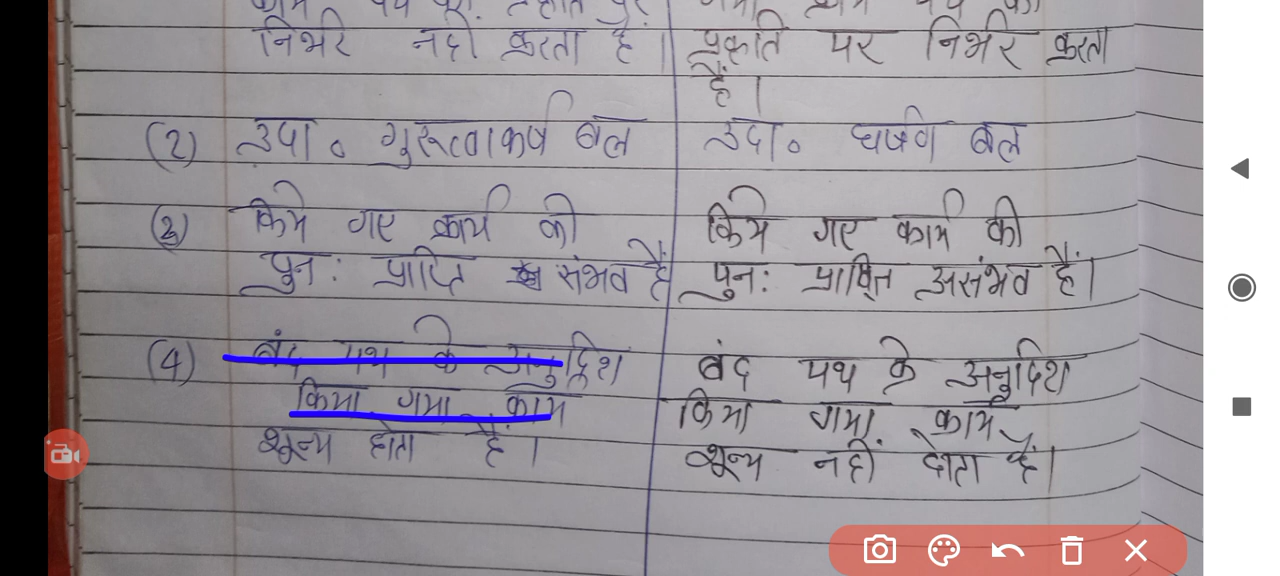 निर्भर नही करता है । प्रकृति पर निर्भर करता
हैं ।
(2) उदा० गुरूत्वाकर्ष बल उदा० घर्षण बल
(3) किये गए कार्य की किये गए कार्य की
पुन: प्राप्ति संभव हैं पुन: प्राप्ति असंभव हैं।
(4) बंद पथ के अनुदिश बंद पथ के अनुदिश
किया गया कार्य किया गया कार्य
शून्य होता हैं । शून्य नहीं होता हैं।